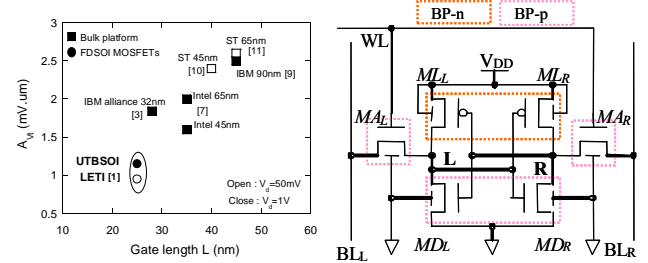 Bulk platform
FDSOI MOSFETs
ST 65nm
[11]
ST 45nm
[10]
IBM 90nm [9]
Intel 65nm
[7]
IBM alliance 32nm
[3]
Intel 45nm
UTBSOI
LETI [1]
Open : Vd=50mV
Close : Vd=1V
3
2.5
2
1.5
1
0.5
10 20 30 40 50 60
AVt (mV.um)
Gate length L (nm)
BP-n BP-p
WL
VDD
MLL MLR
MAL MAR
L R
BLL MDL MDR BLR